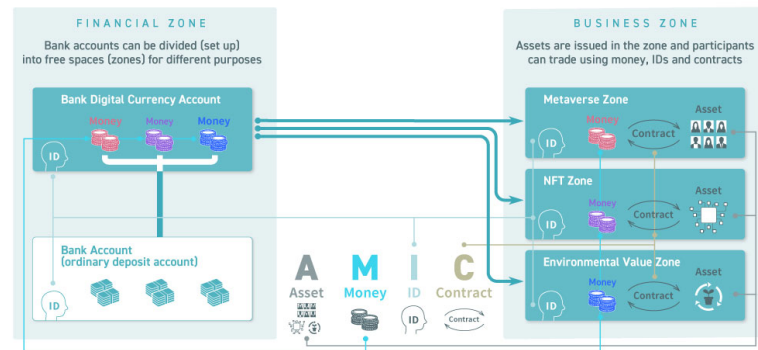 FINANCIAL ZONE
Bank accounts can be divided (set up)
into free spaces (zones) for different purposes
Bank Digital Currency Account
Money Money Money
ID
Bank Account
(ordinary deposit account)
ID
A M I C
Asset Money ID Contract
ID Contract
BUSINESS ZONE
Assets are issued in the zone and participants
can trade using money, IDs and contracts
Metaverse Zone
Money Asset
ID Contract
NFT Zone
Money Asset
ID Contract
Environmental Value Zone
Money Asset
ID Contract